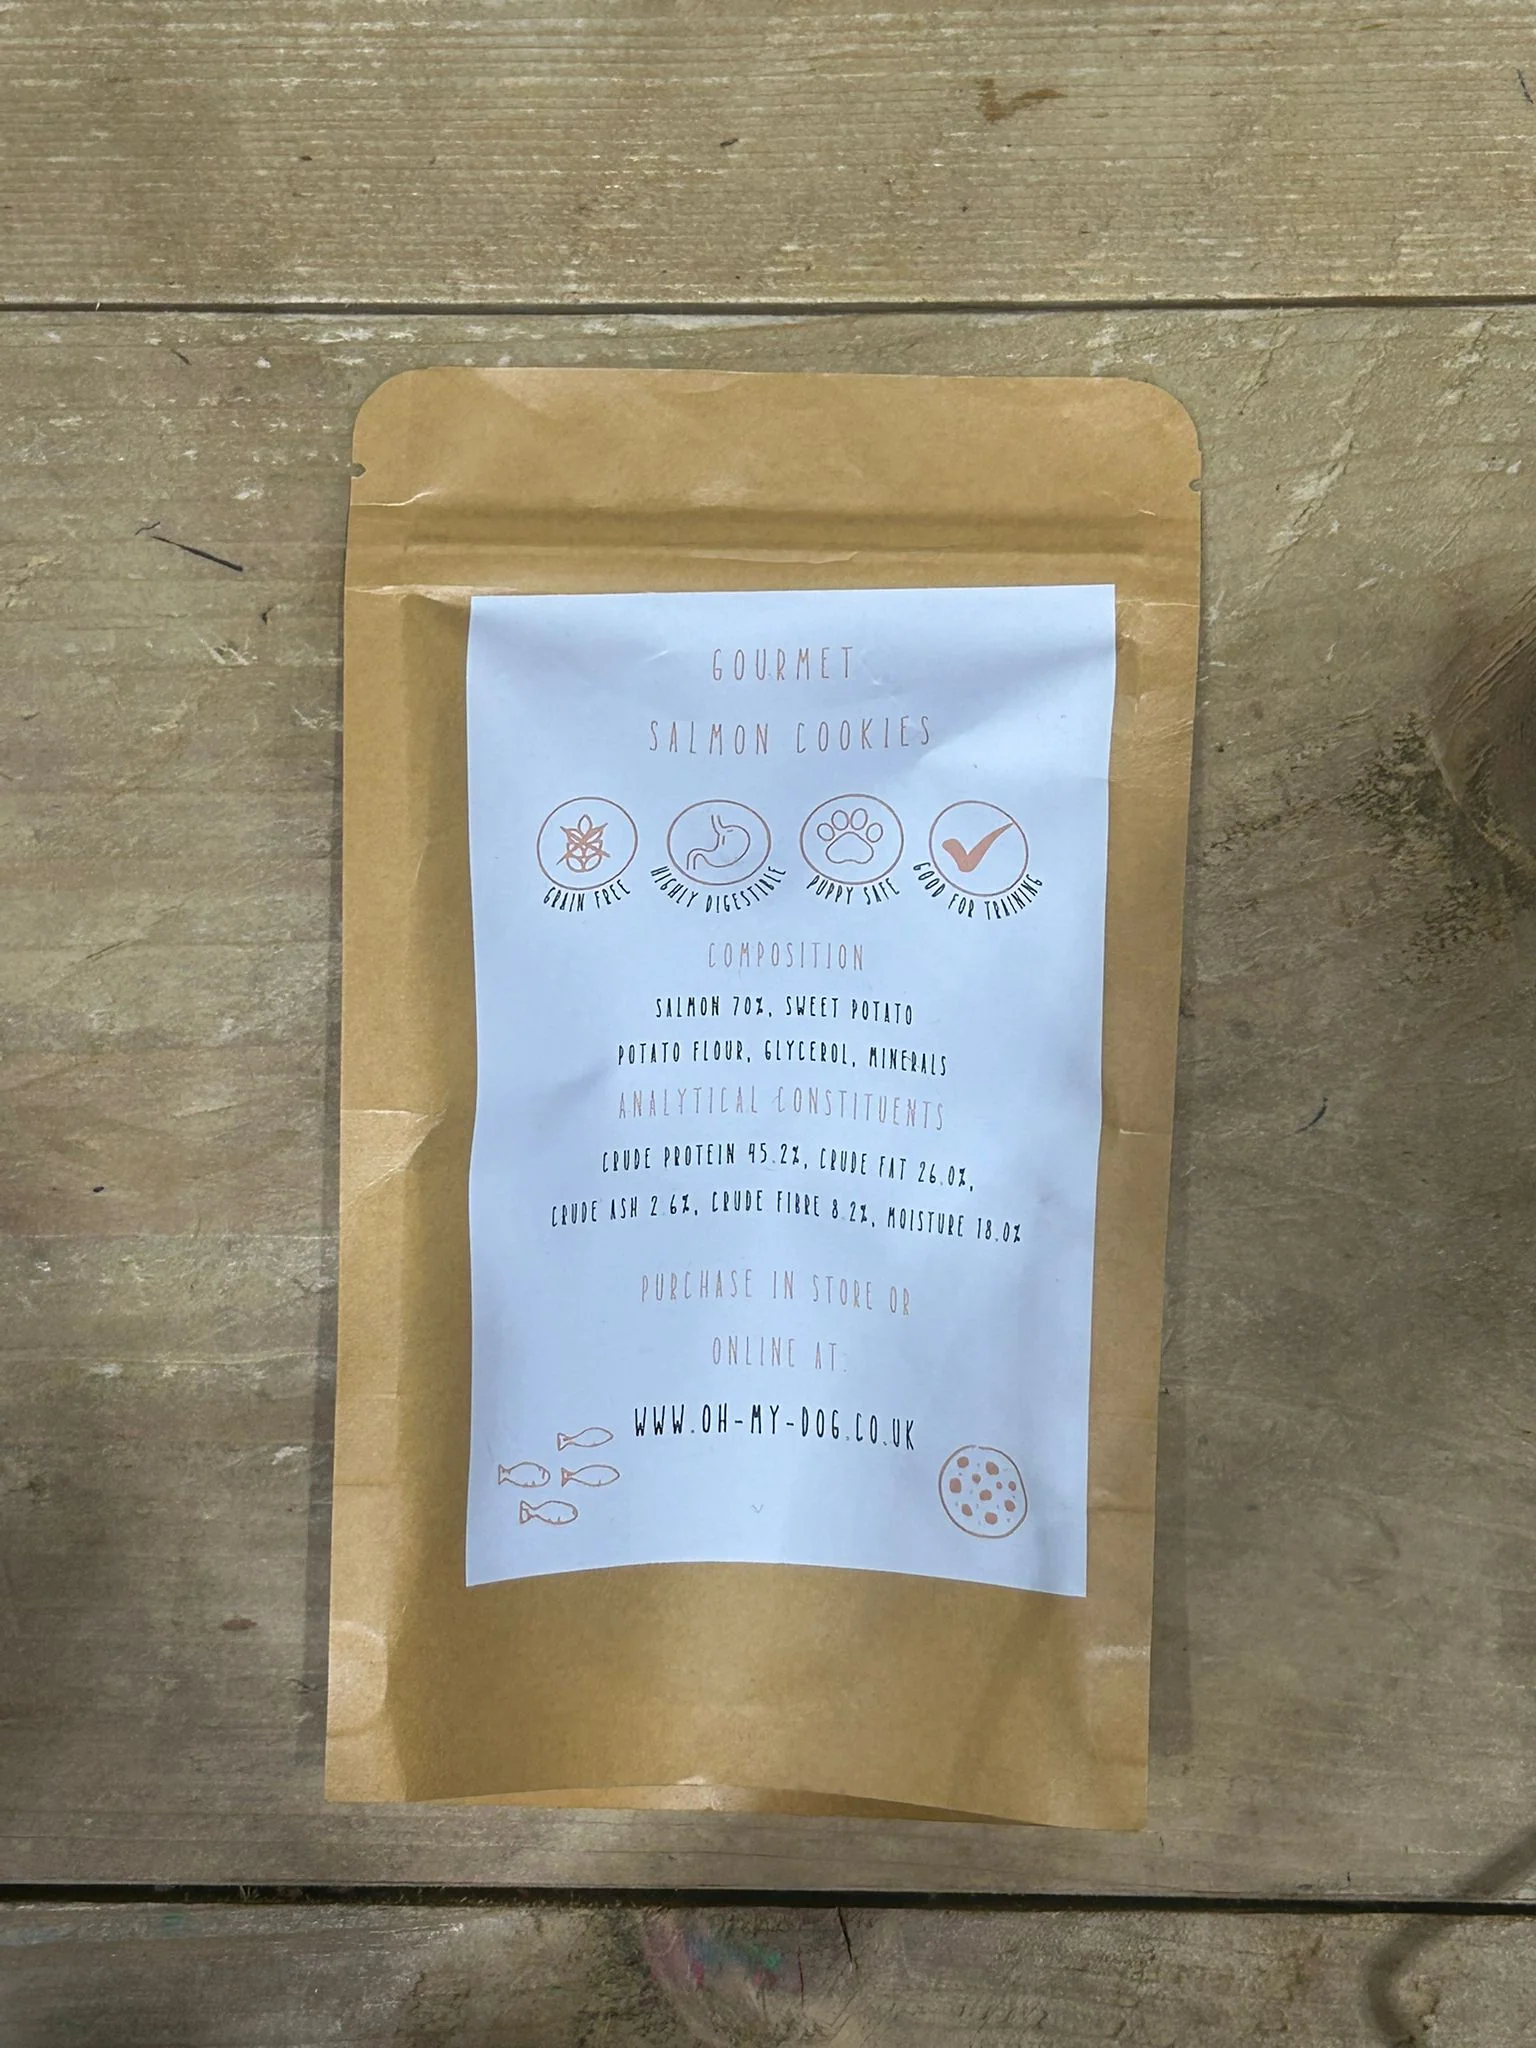 GOURMET
SALMON COOKIES
GRAIN FREE
HIGHLY DIGESTIBLE
PUPPY SAFE
GOOD FOR TRAINING
COMPOSITION
SALMON 70%, SWEET POTATO
POTATO FLOUR, GLYCEROL, MINERALS
ANALYTICAL CONSTITUENTS
CRUDE PROTEIN 45.2%, CRUDE FAT 26.0%,
CRUDE ASH 2.6%, CRUDE FIBRE 8.2%, MOISTURE 18.0%
PURCHASE IN STORE OR
ONLINE AT:
WWW.OH-MY-DOG.CO.UK